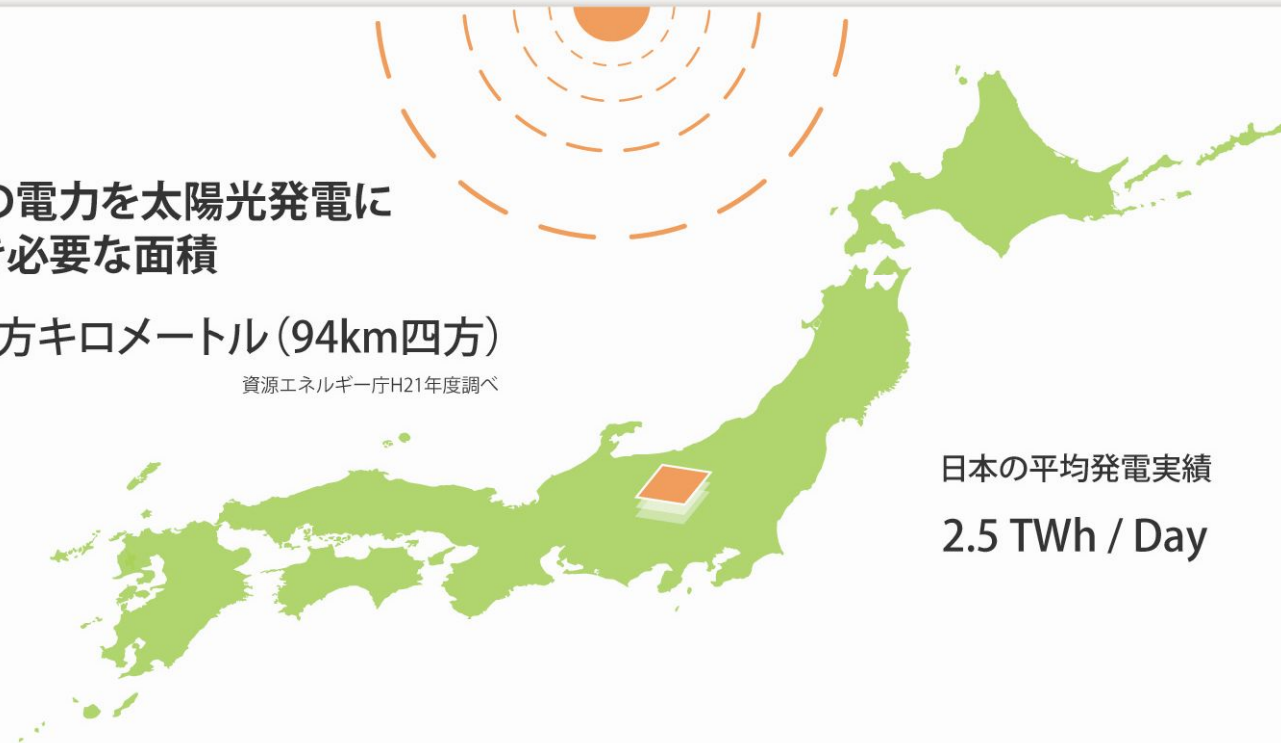 の電力を太陽光発電に
き必要な面積
方キロメートル（94km四方）
資源エネルギー庁H21年度調べ
日本の平均発電実績
2.5 TWh / Day